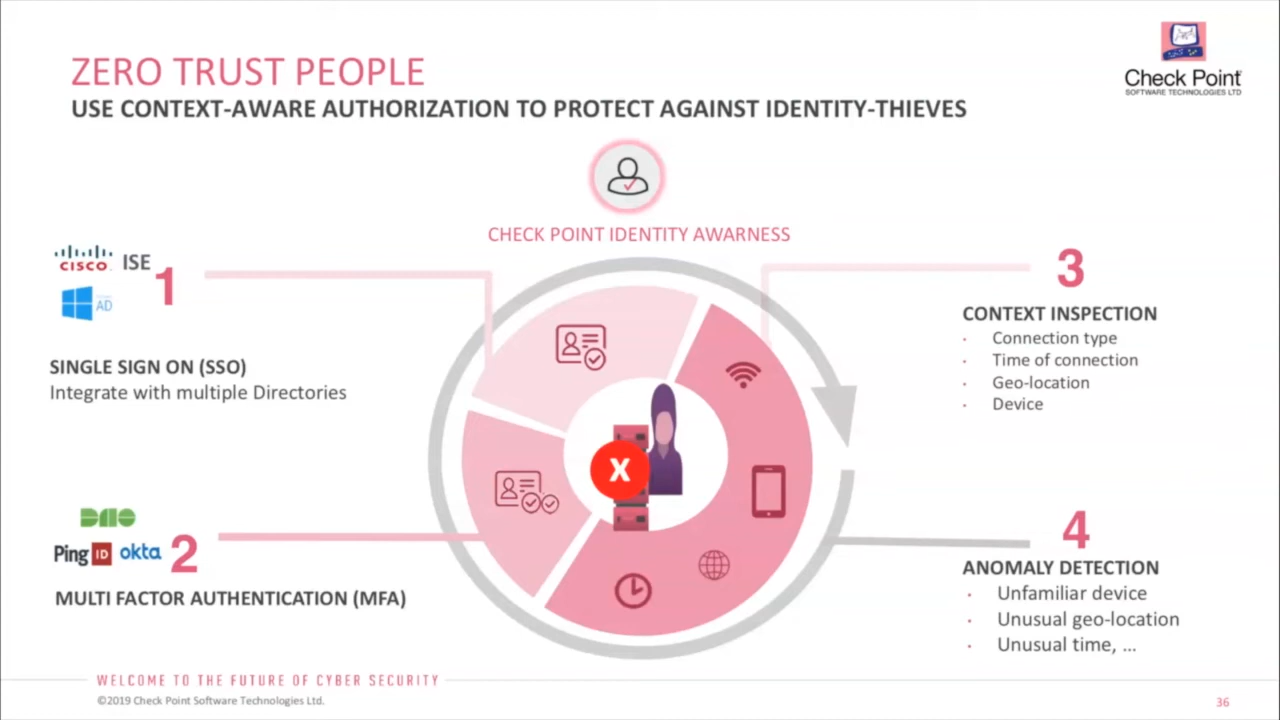 ZERO TRUST PEOPLE
USE CONTEXT-AWARE AUTHORIZATION TO PROTECT AGAINST IDENTITY-THIEVES
Check Point
SOFTWARE TECHNOLOGIES LTD
CHECK POINT IDENTITY AWARNESS
CISCO ISE
AD
1
SINGLE SIGN ON (SSO)
Integrate with multiple Directories
DUO
Ping ID okta
2
MULTI FACTOR AUTHENTICATION (MFA)
X
3
CONTEXT INSPECTION
· Connection type
· Time of connection
· Geo-location
· Device
4
ANOMALY DETECTION
· Unfamiliar device
· Unusual geo-location
· Unusual time, ...
WELCOME TO THE FUTURE OF CYBER SECURITY
©2019 Check Point Software Technologies Ltd.
36